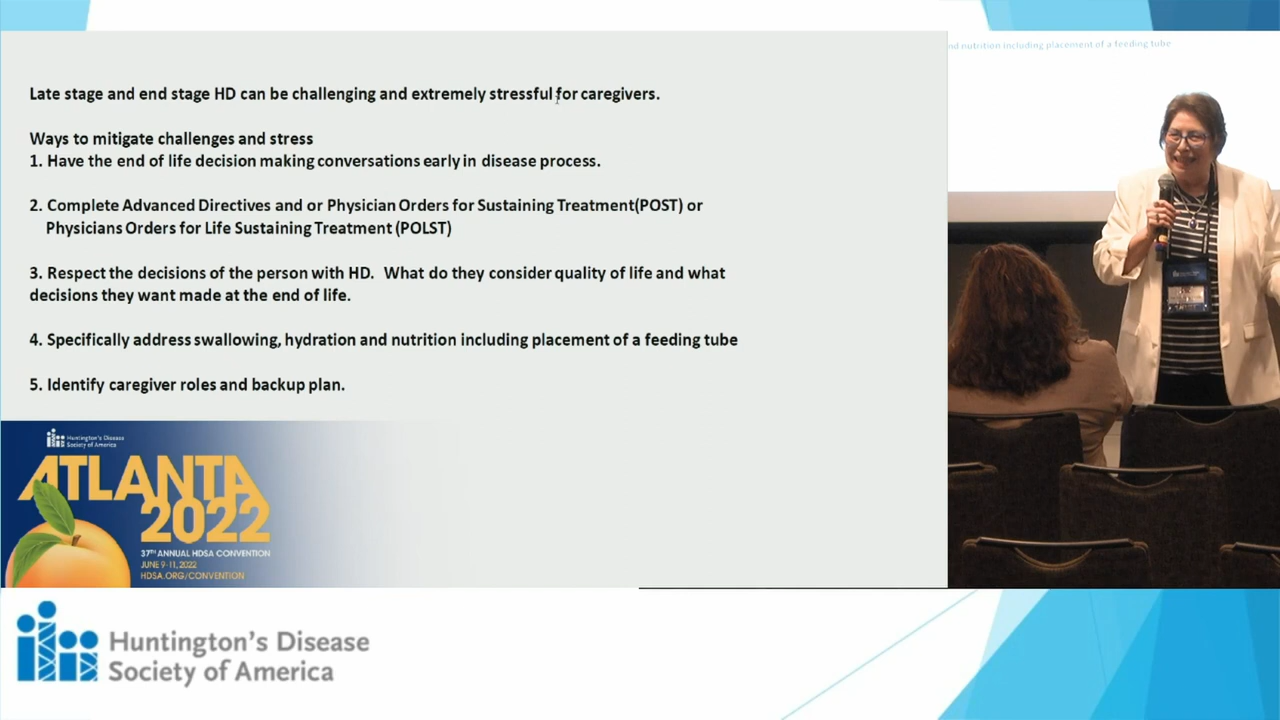 Late stage and end stage HD can be challenging and extremely stressful for caregivers.
Ways to mitigate challenges and stress
1. Have the end of life decision making conversations early in disease process.
2. Complete Advanced Directives and or Physician Orders for Sustaining Treatment(POST) or
Physicians Orders for Life Sustaining Treatment (POLST)
3. Respect the decisions of the person with HD. What do they consider quality of life and what
decisions they want made at the end of life.
4. Specifically address swallowing, hydration and nutrition including placement of a feeding tube
5. Identify caregiver roles and backup plan.
Huntington's Disease
Society of America
ATLANTA
2022
37TH ANNUAL HDSA CONVENTION
JUNE 9-11, 2022
HDSA.ORG/CONVENTION
nd nutrition including placement of a feeding tube
Huntington's Disease
Society of America